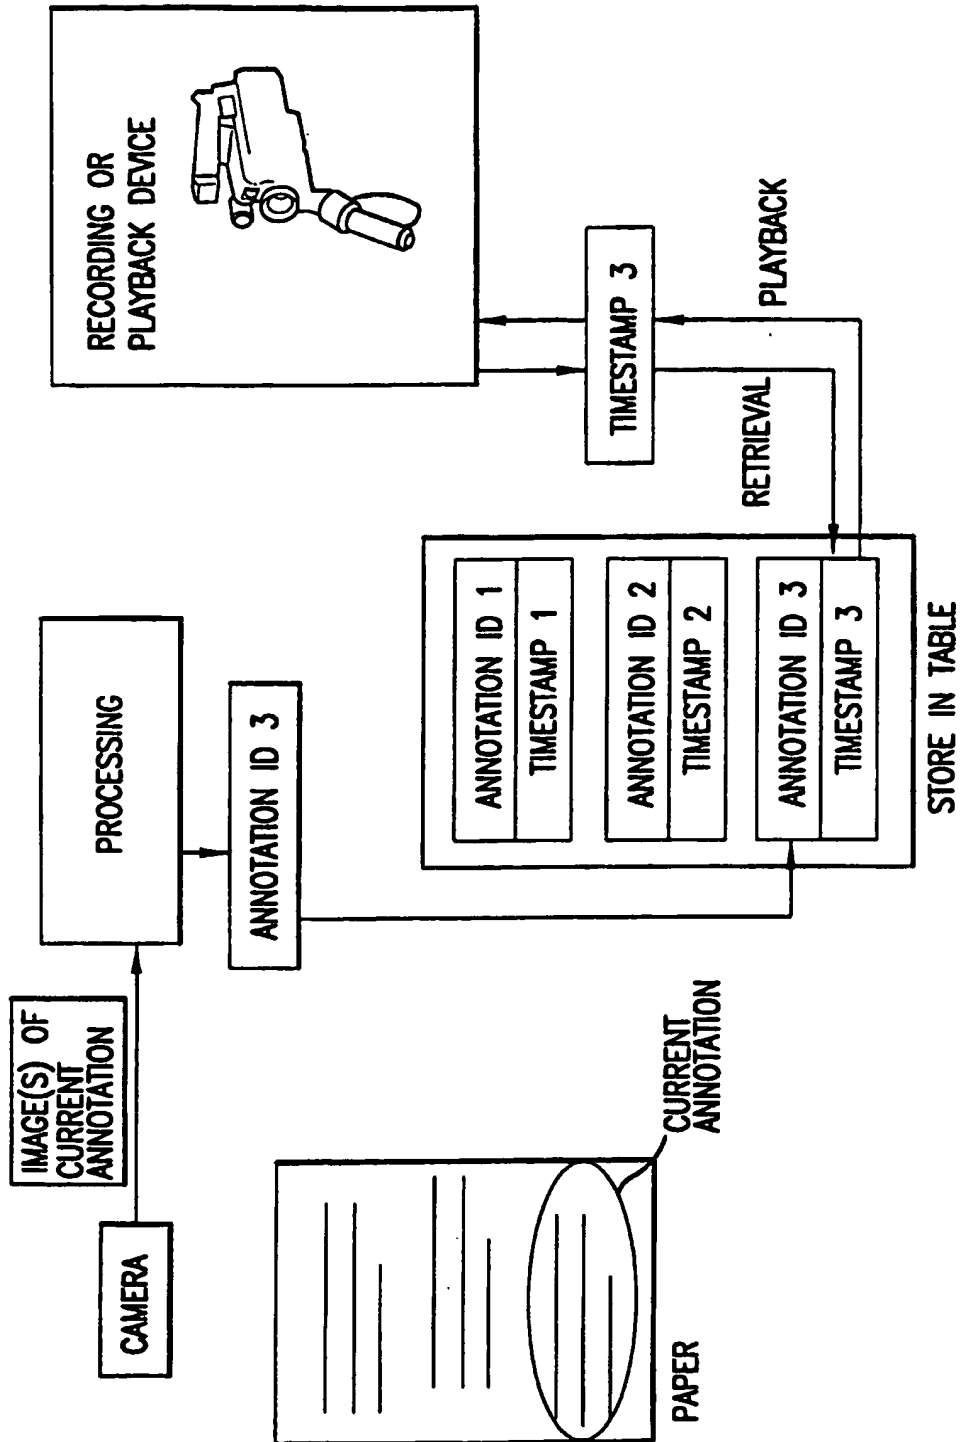 CAMERA
IMAGE(S) OF
CURRENT
ANNOTATION
PROCESSING
ANNOTATION ID 3
RECORDING OR
PLAYBACK DEVICE
PAPER
CURRENT
ANNOTATION
ANNOTATION ID 1
TIMESTAMP 1
ANNOTATION ID 2
TIMESTAMP 2
ANNOTATION ID 3
TIMESTAMP 3
STORE IN TABLE
RETRIEVAL
TIMESTAMP 3
PLAYBACK